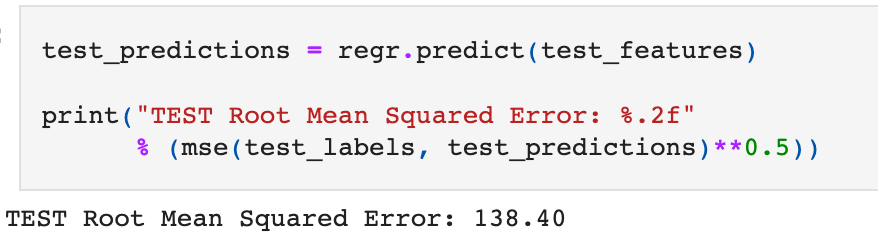 test_predictions = regr.predict(test_features)
print("TEST Root Mean Squared Error: %.2f"
% (mse(test_labels, test_predictions)**0.5))
TEST Root Mean Squared Error: 138.40